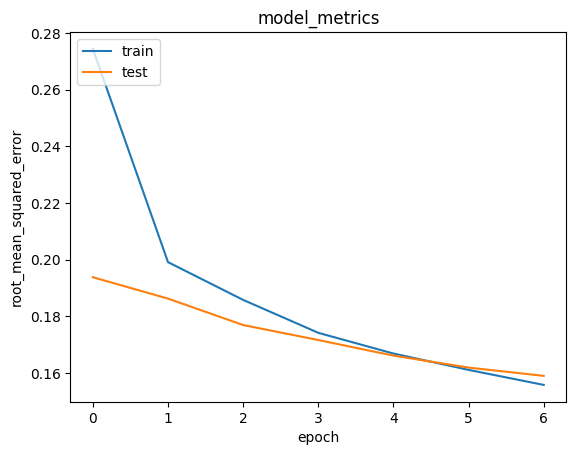 model_metrics
train
test
0.28
0.26
0.24
0.22
0.20
0.18
0.16
root_mean_squared_error
0 1 2 3 4 5 6
epoch